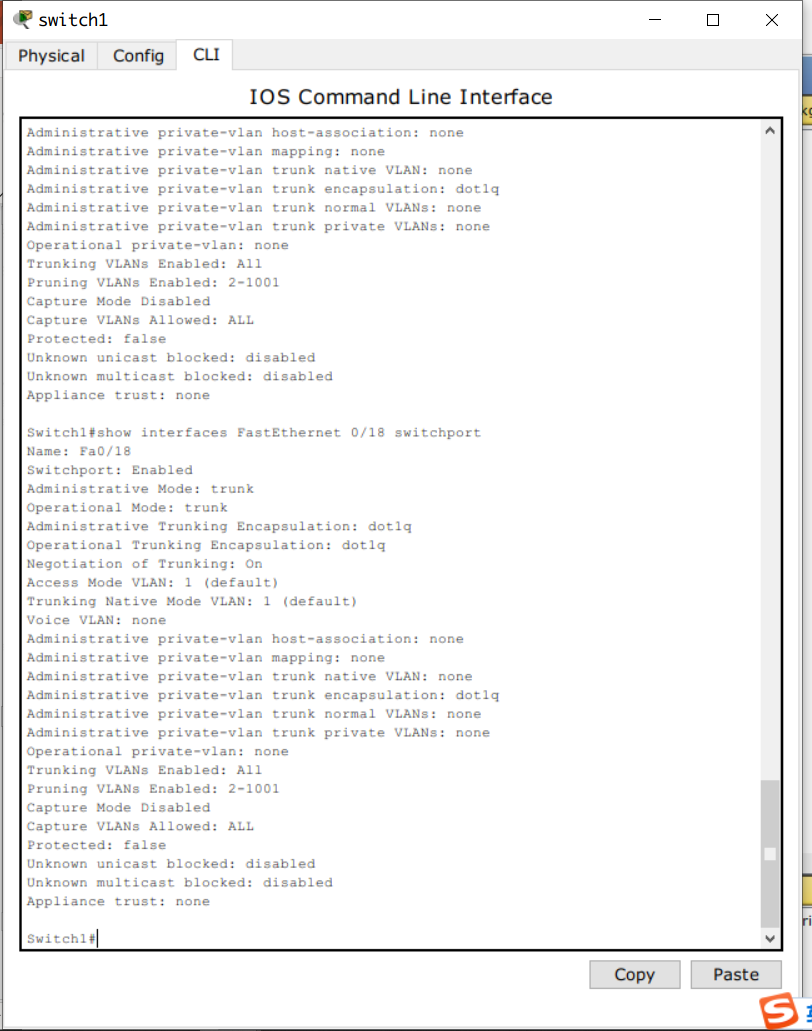 switch1
Physical Config CLI
IOS Command Line Interface
Administrative private-vlan host-association: none
Administrative private-vlan mapping: none
Administrative private-vlan trunk native VLAN: none
Administrative private-vlan trunk encapsulation: dot1q
Administrative private-vlan trunk normal VLANs: none
Administrative private-vlan trunk private VLANs: none
Operational private-vlan: none
Trunking VLANs Enabled: All
Pruning VLANs Enabled: 2-1001
Capture Mode Disabled
Capture VLANs Allowed: ALL
Protected: false
Unknown unicast blocked: disabled
Unknown multicast blocked: disabled
Appliance trust: none
Switch1#show interfaces FastEthernet 0/18 switchport
Name: Fa0/18
Switchport: Enabled
Administrative Mode: trunk
Operational Mode: trunk
Administrative Trunking Encapsulation: dot1q
Operational Trunking Encapsulation: dot1q
Negotiation of Trunking: On
Access Mode VLAN: 1 (default)
Trunking Native Mode VLAN: 1 (default)
Voice VLAN: none
Administrative private-vlan host-association: none
Administrative private-vlan mapping: none
Administrative private-vlan trunk native VLAN: none
Administrative private-vlan trunk encapsulation: dot1q
Administrative private-vlan trunk normal VLANs: none
Administrative private-vlan trunk private VLANs: none
Operational private-vlan: none
Trunking VLANs Enabled: All
Pruning VLANs Enabled: 2-1001
Capture Mode Disabled
Capture VLANs Allowed: ALL
Protected: false
Unknown unicast blocked: disabled
Unknown multicast blocked: disabled
Appliance trust: none
Switch1#
Copy Paste